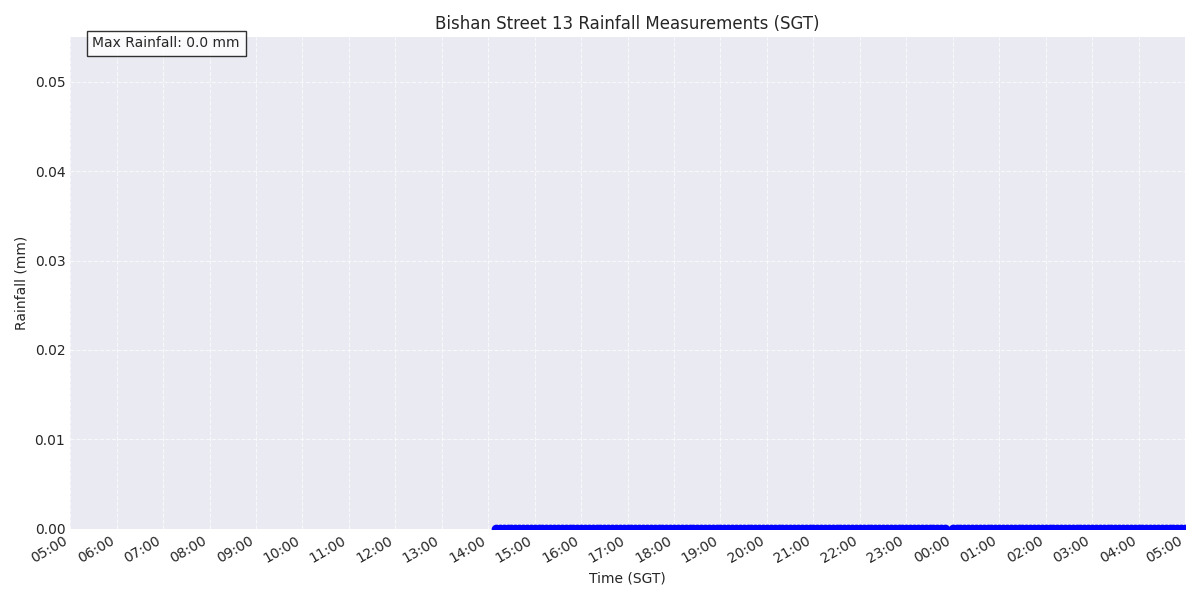 Bishan Street 13 Rainfall Measurements (SGT)
Max Rainfall: 0.0 mm
Rainfall (mm)
0.05
0.04
0.03
0.02
0.01
0.00
05:00 06:00 07:00 08:00 09:00 10:00 11:00 12:00 13:00 14:00 15:00 16:00 17:00 18:00 19:00 20:00 21:00 22:00 23:00 00:00 01:00 02:00 03:00 04:00 05:00
Time (SGT)